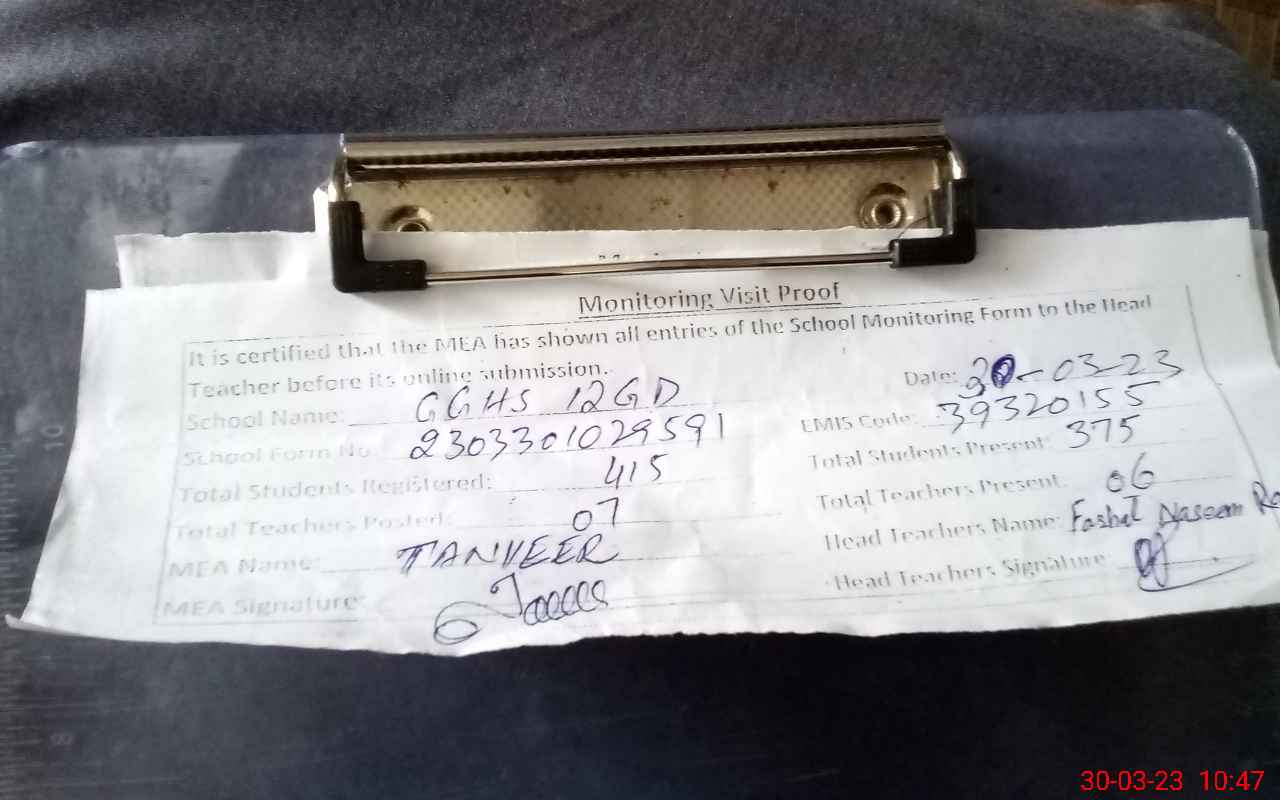 Monitoring Visit Proof
It is certified that the MEA has shown all entries of the School Monitoring Form to the Head
Teacher before its online submission.
Date: 30-03-23
School Name: GGHS 12GD
EMIS Code: 39320155
School Form No: 2303301029591
Total Students Present: 375
Total Students Registered: 415
Total Teachers Present: 06
Total Teachers Posted: 07
Head Teachers Name: Naseem
MEA Name: TANVEER
Head Teachers Signature
MEA Signature:
10
8
30-03-23 10:47